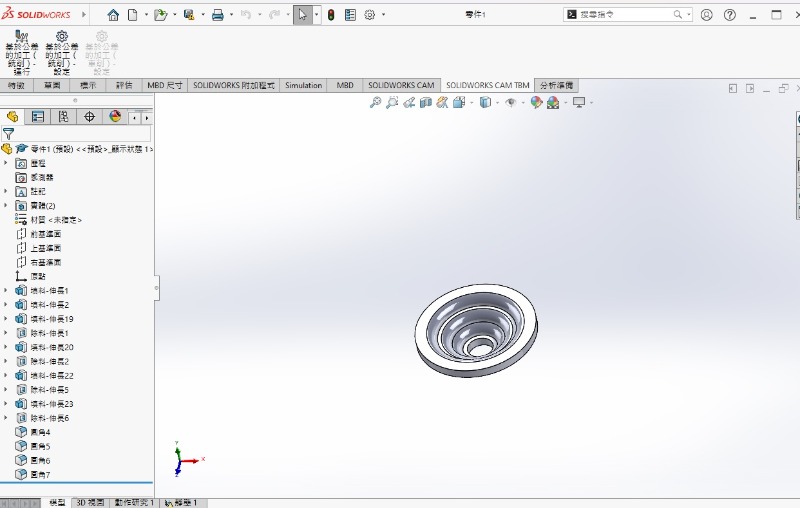 SOLIDWORKS
零件1
搜尋指令
基於公差的加工（銑削）- 運行
基於公差的加工（銑削）- 設定
基於公差的加工（車削）- 設定
特徵 草圖 標示 評估 MBD 尺寸 SOLIDWORKS 附加程式 Simulation MBD SOLIDWORKS CAM SOLIDWORKS CAM TBM 分析準備
零件1 (預設) <<預設>_顯示狀態 1>
歷程
感測器
註記
實體(2)
材質 <未指定>
前基準面
上基準面
右基準面
原點
填料-伸長1
填料-伸長2
填料-伸長19
除料-伸長1
填料-伸長20
除料-伸長2
填料-伸長22
除料-伸長5
填料-伸長23
除料-伸長6
圓角4
圓角5
圓角6
圓角7
Y
X
Z
模型 3D 視圖 動作研究 1